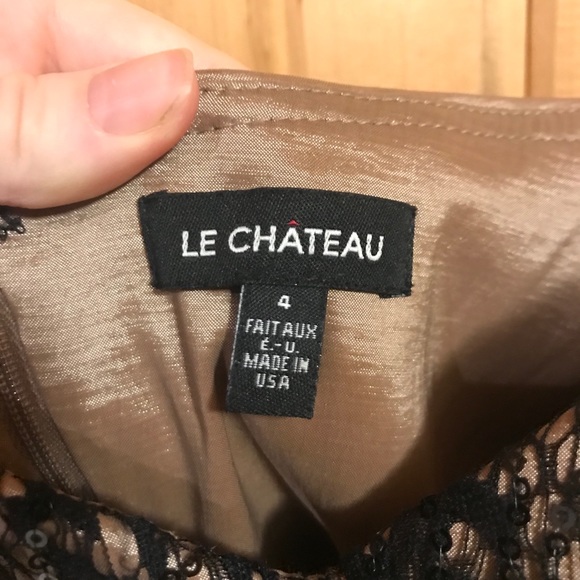 LE CHÂTEAU
4
FAIT AUX
É.-U.
MADE IN
USA